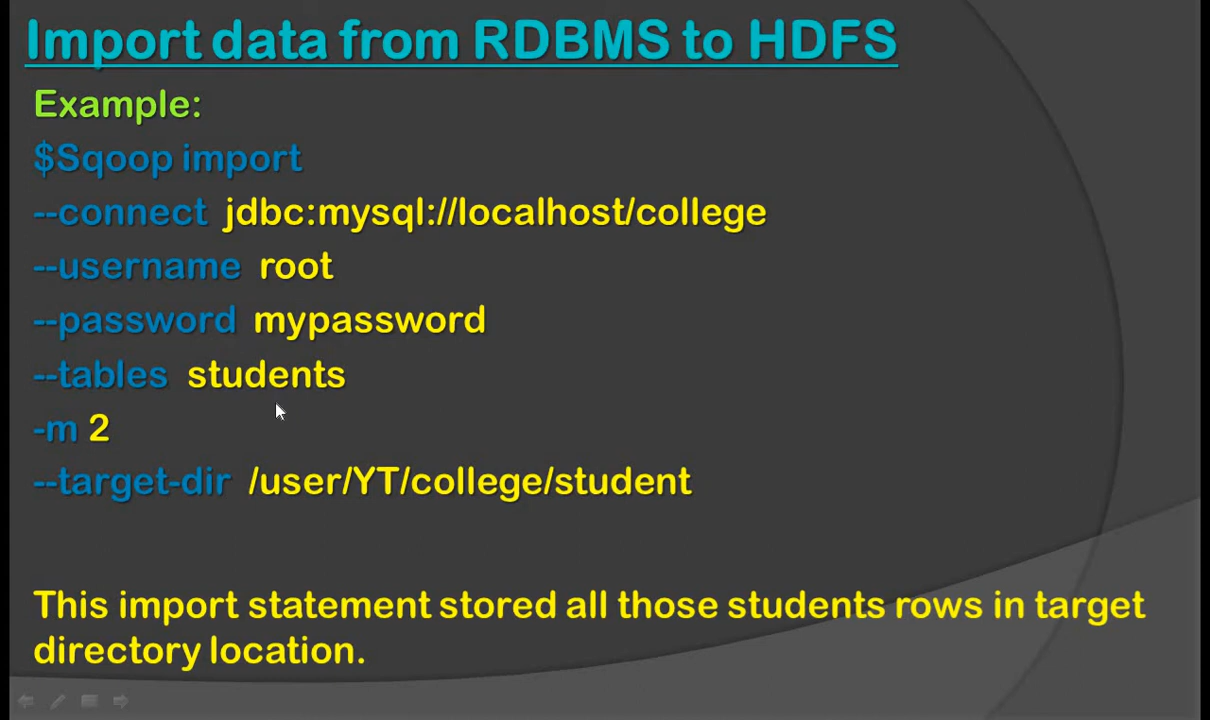 Import data from RDBMS to HDFS
Example:
$Sqoop import
--connect jdbc:mysql://localhost/college
--username root
--password mypassword
--tables students
-m 2
--target-dir /user/YT/college/student
This import statement stored all those students rows in target
directory location.